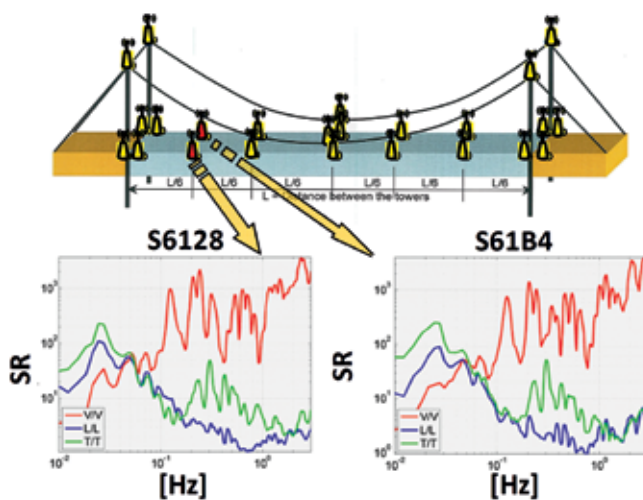 L/6 L/6 L/6 L/6 L/6 L/6
L = Distance between the towers
S6128 S61B4
SR
10³
10²
10¹
V/V
L/L
T/T
10⁻² 10⁻¹ 10⁰
[Hz]
10³
10²
10¹
10⁰
V/V
L/L
T/T
10⁻² 10⁻¹ 10⁰
[Hz]